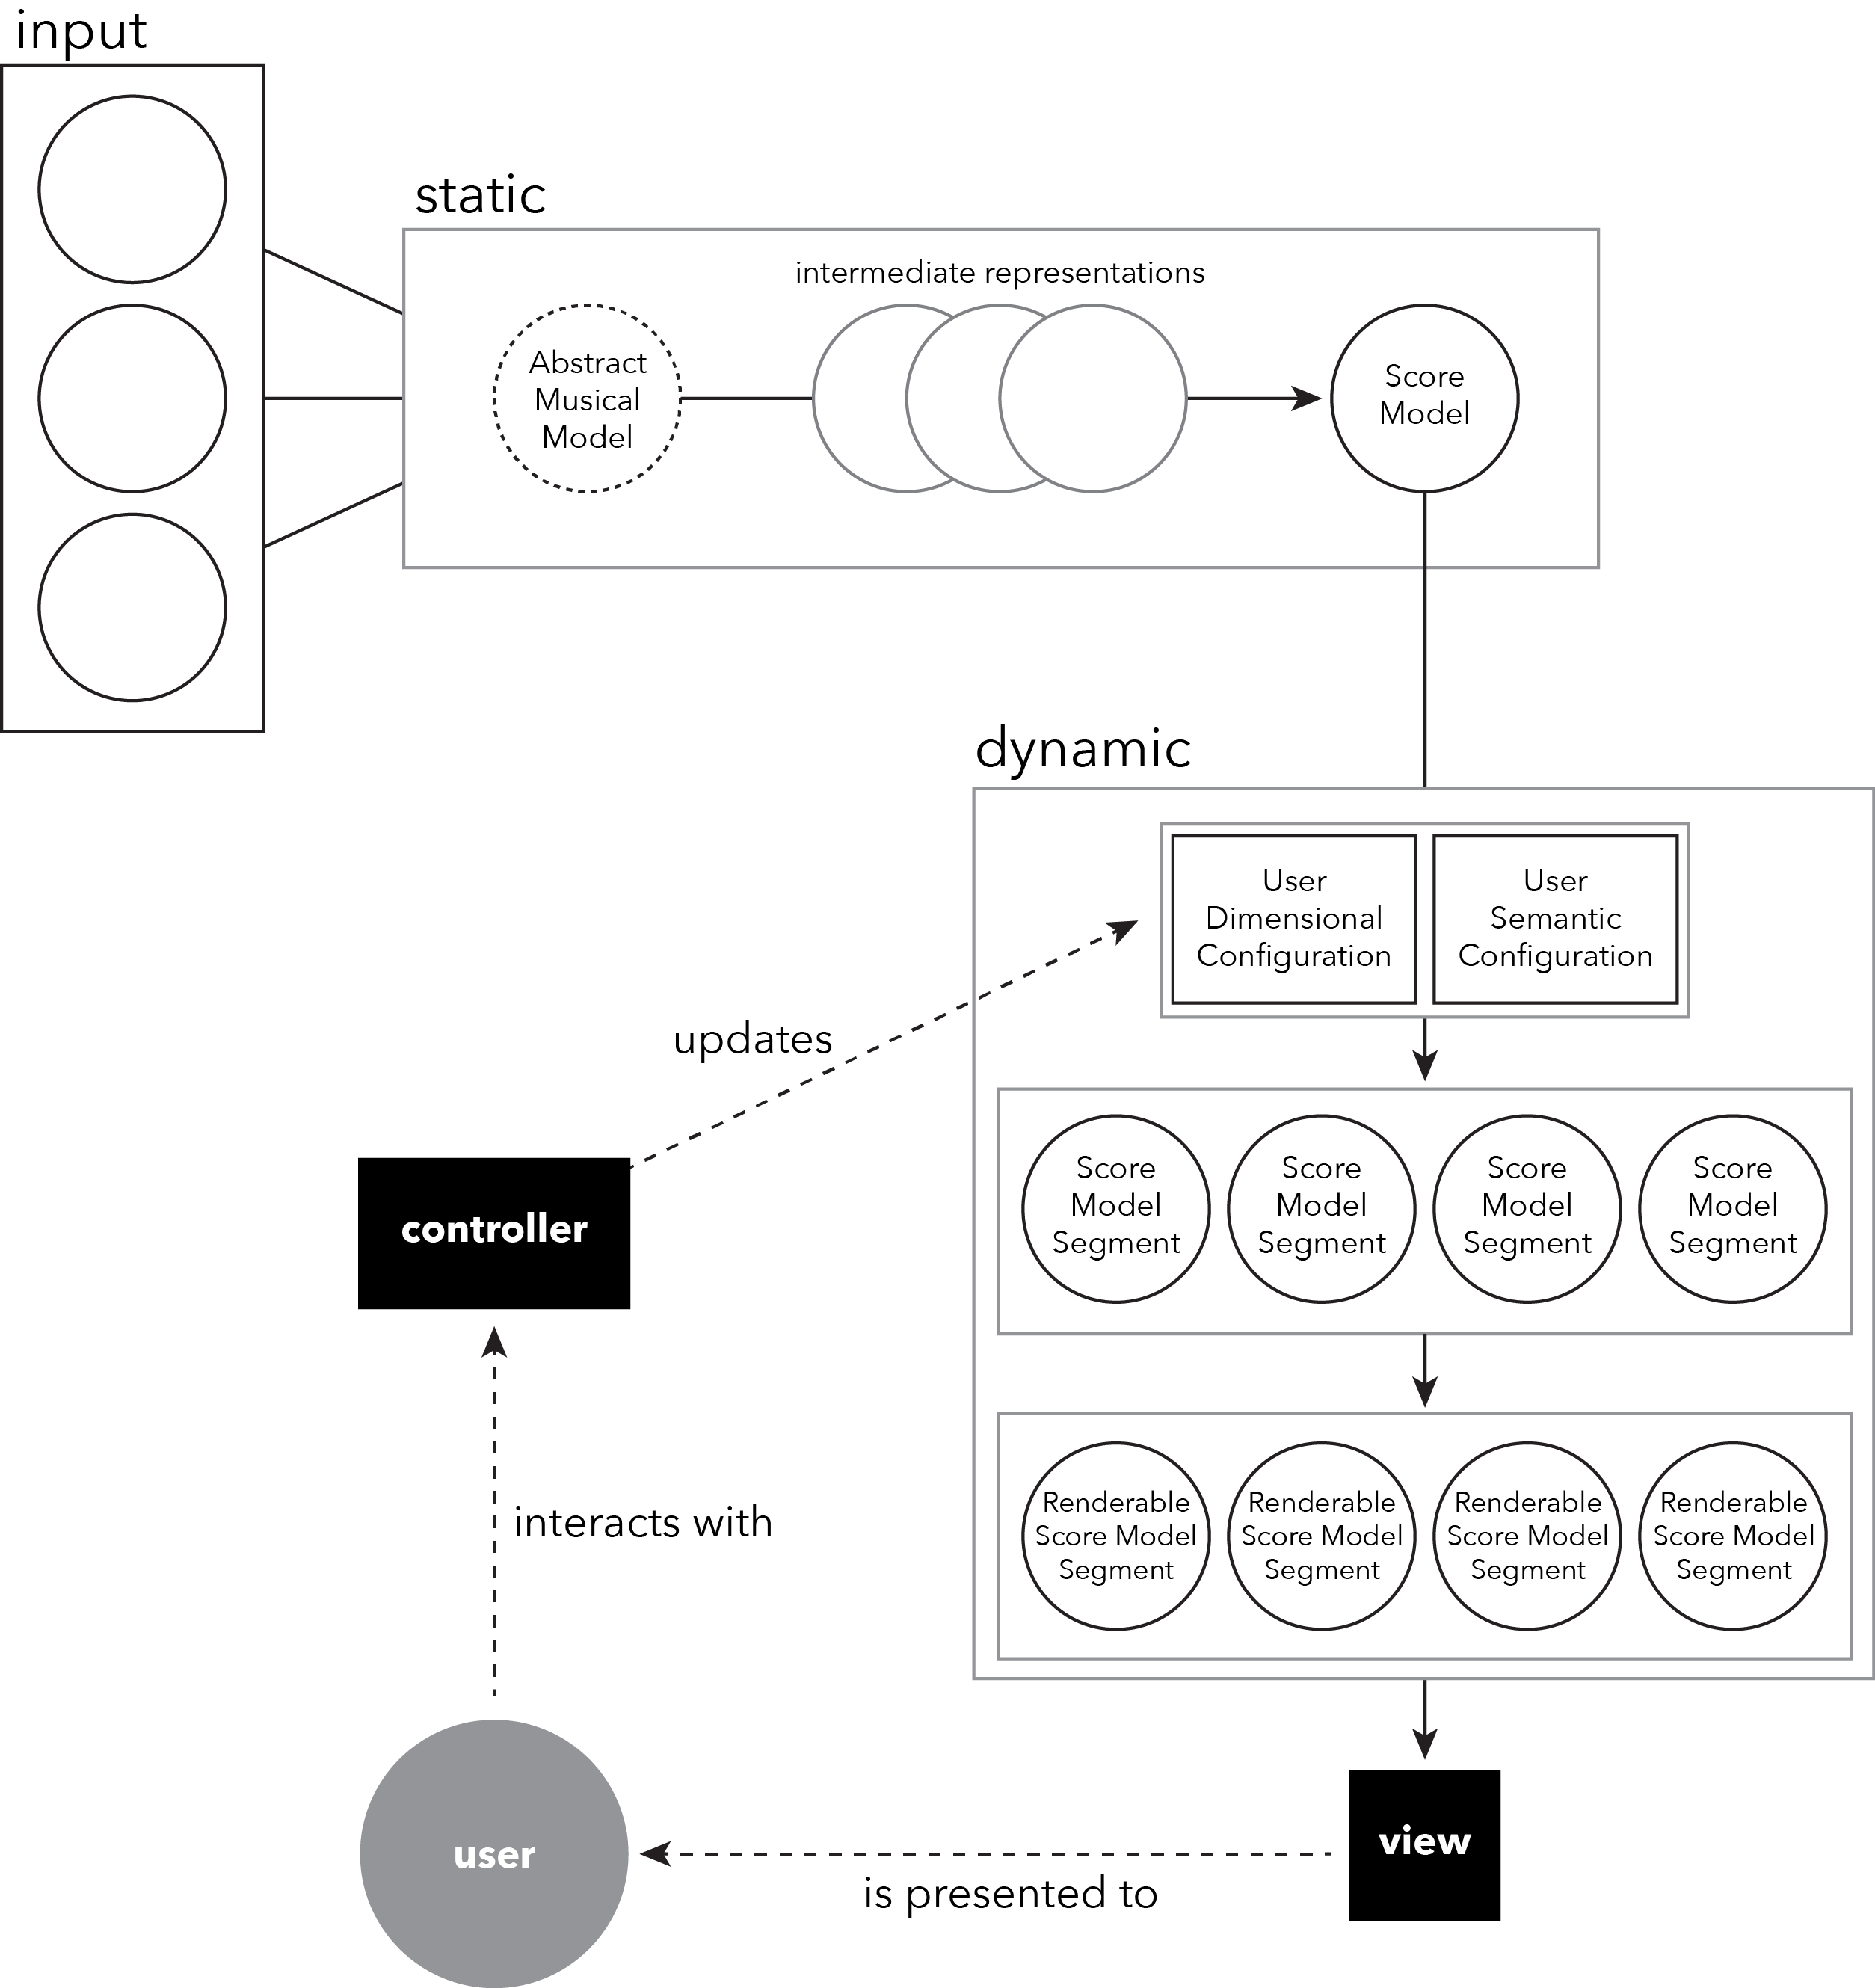 input
static
intermediate representations
Abstract
Musical
Model
Score
Model
dynamic
User
Dimensional
Configuration
User
Semantic
Configuration
updates
Score
Model
Segment
Score
Model
Segment
Score
Model
Segment
Score
Model
Segment
controller
Renderable
Score Model
Segment
Renderable
Score Model
Segment
Renderable
Score Model
Segment
Renderable
Score Model
Segment
interacts with
user
view
is presented to